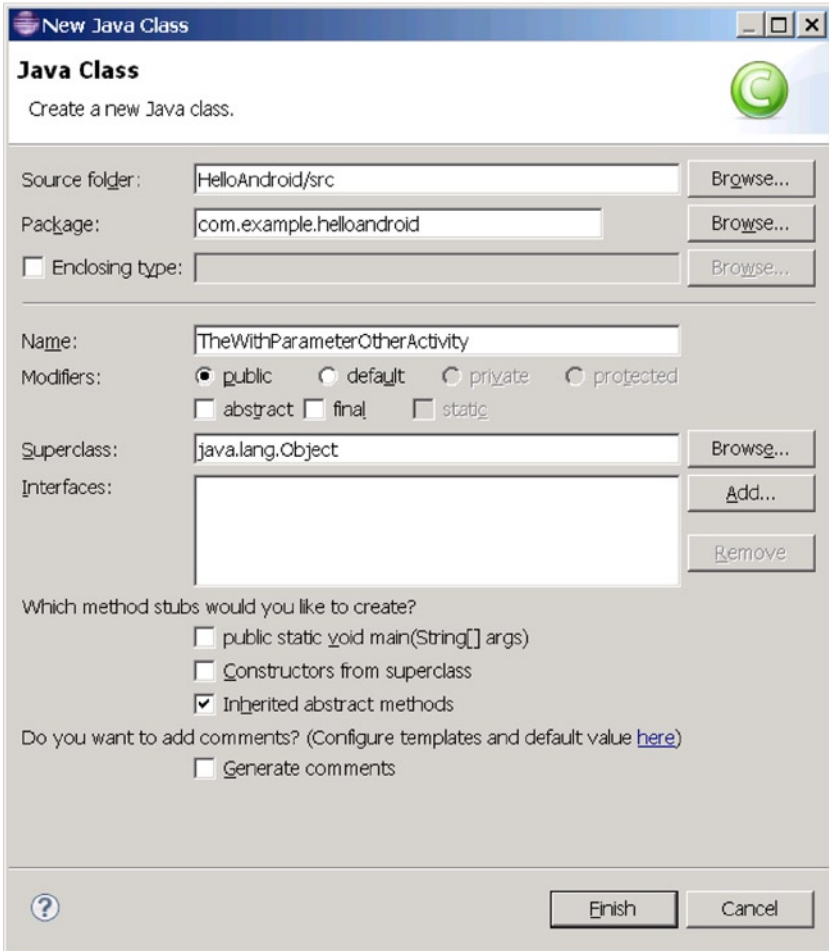 New Java Class
Java Class
Create a new Java class.
C
Source folder: HelloAndroid/src Browse...
Package: com.example.helloandroid Browse...
Enclosing type: Browse...
Name: TheWithParameterOtherActivity
Modifiers: public default private protected
abstract final static
Superclass: java.lang.Object Browse...
Interfaces: Add...
Remove
Which method stubs would you like to create?
public static void main(String[] args)
Constructors from superclass
Inherited abstract methods
Do you want to add comments? (Configure templates and default value here)
Generate comments
? Finish Cancel